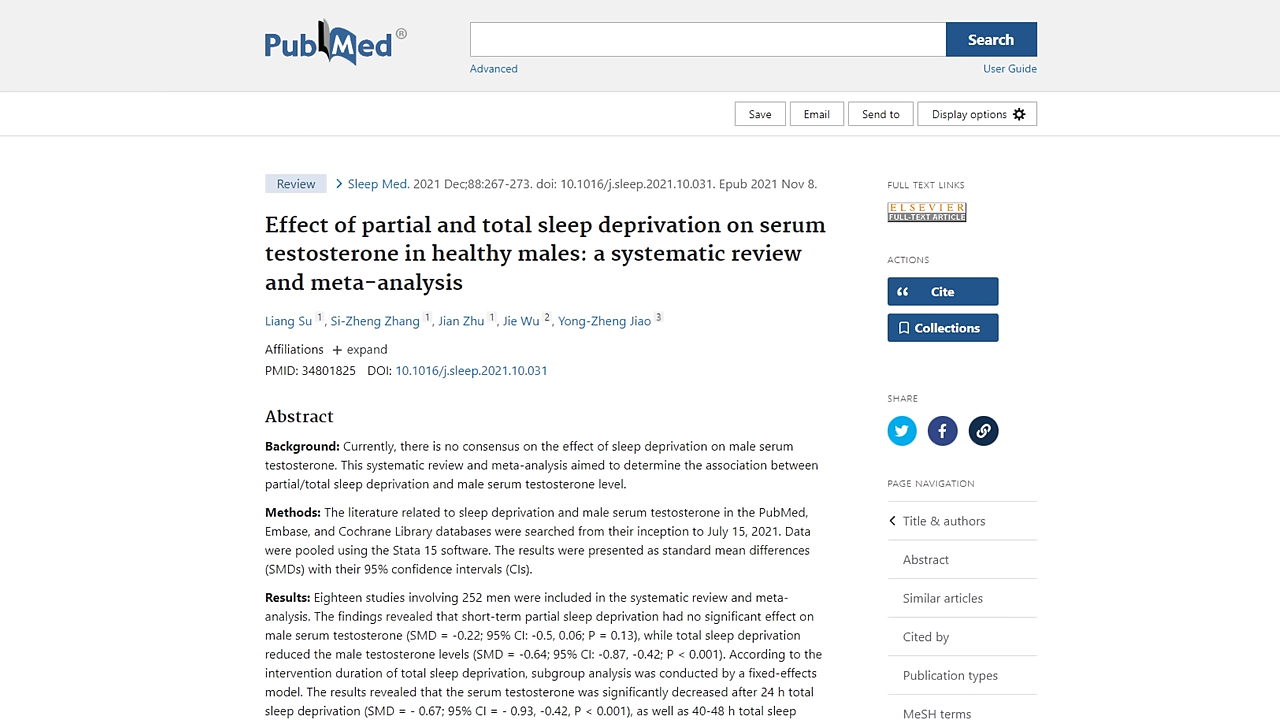 PubMed®
Search
Advanced
User Guide
Save
Email
Send to
Display options
Review
Sleep Med. 2021 Dec;88:267-273. doi: 10.1016/j.sleep.2021.10.031. Epub 2021 Nov 8.
Effect of partial and total sleep deprivation on serum
testosterone in healthy males: a systematic review
and meta-analysis
Liang Su 1, Si-Zheng Zhang 1, Jian Zhu 1, Jie Wu 2, Yong-Zheng Jiao 3
Affiliations + expand
PMID: 34801825 DOI: 10.1016/j.sleep.2021.10.031
Abstract
Background: Currently, there is no consensus on the effect of sleep deprivation on male serum
testosterone. This systematic review and meta-analysis aimed to determine the association between
partial/total sleep deprivation and male serum testosterone level.
Methods: The literature related to sleep deprivation and male serum testosterone in the PubMed,
Embase, and Cochrane Library databases were searched from their inception to July 15, 2021. Data
were pooled using the Stata 15 software. The results were presented as standard mean differences
(SMDs) with their 95% confidence intervals (CIs).
Results: Eighteen studies involving 252 men were included in the systematic review and meta-
analysis. The findings revealed that short-term partial sleep deprivation had no significant effect on
male serum testosterone (SMD = -0.22; 95% CI: -0.5, 0.06; P = 0.13), while total sleep deprivation
reduced the male testosterone levels (SMD = -0.64; 95% CI: -0.87, -0.42; P < 0.001). According to the
intervention duration of total sleep deprivation, subgroup analysis was conducted by a fixed-effects
model. The results revealed that the serum testosterone was significantly decreased after 24 h total
sleep deprivation (SMD = - 0.67; 95% CI = - 0.93, -0.42, P < 0.001), as well as 40-48 h total sleep
FULL TEXT LINKS
ELSEVIER
FULL-TEXT ARTICLE
ACTIONS
Cite
Collections
SHARE
PAGE NAVIGATION
Title & authors
Abstract
Similar articles
Cited by
Publication types
MeSH terms